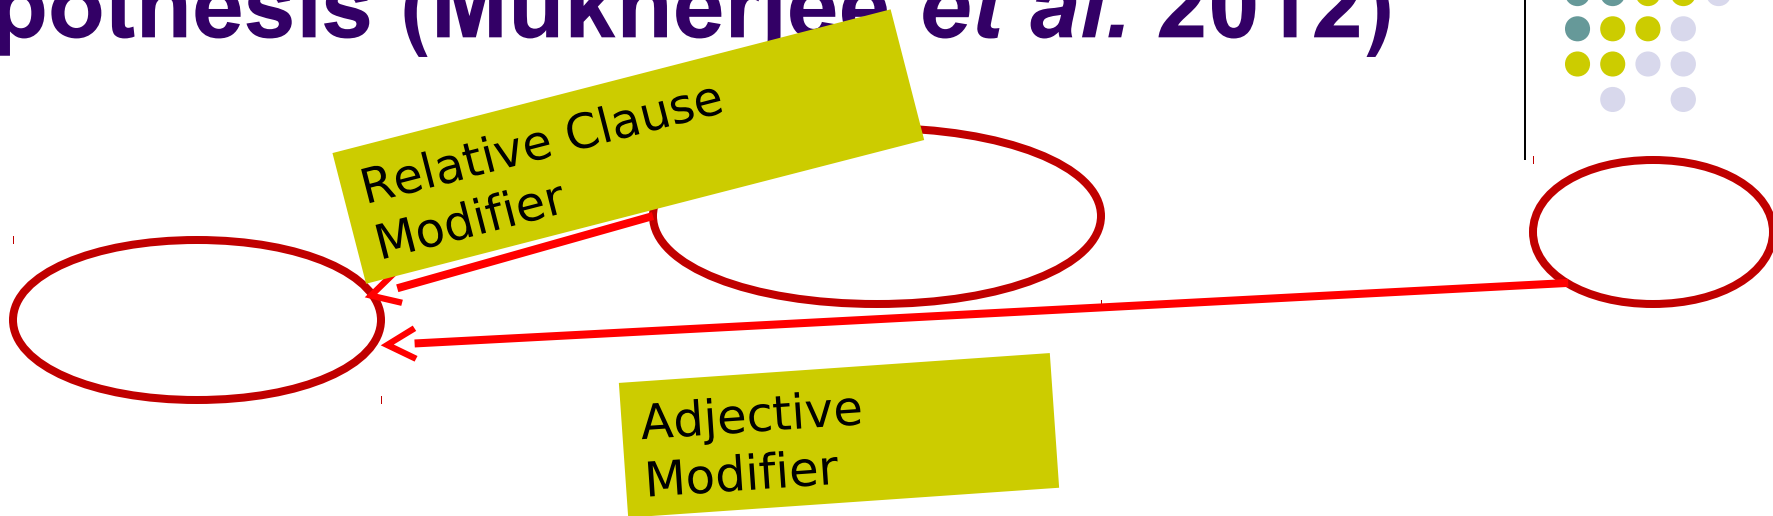 pothesis (Mukherjee et al. 2012)
Relative Clause
Modifier
Adjective
Modifier